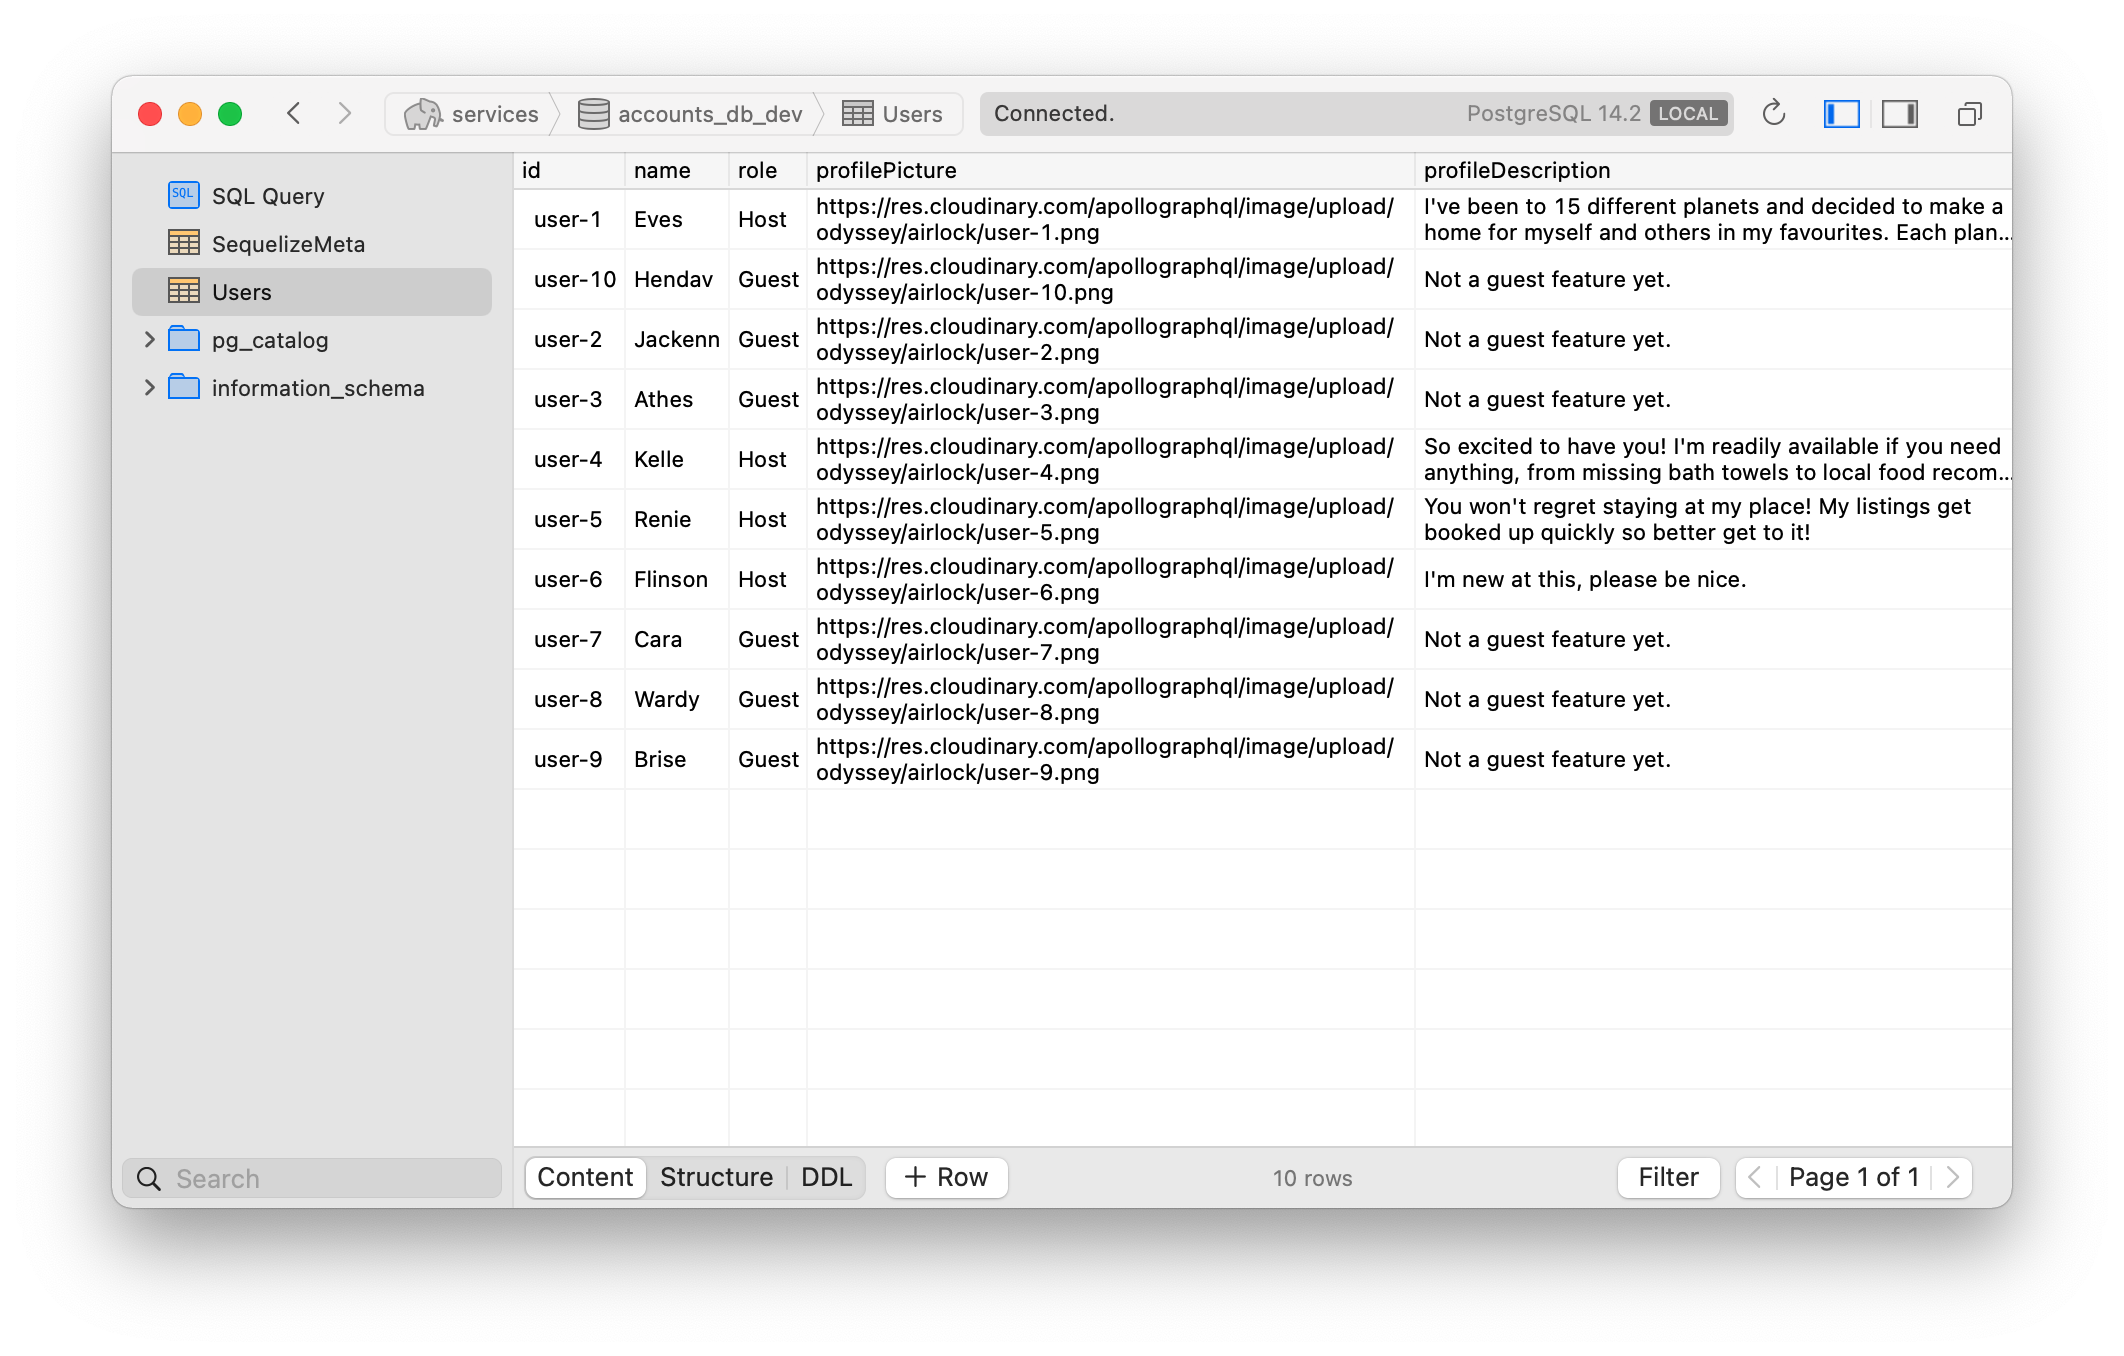 services accounts_db_dev Users Connected. PostgreSQL 14.2 LOCAL
SQL SQL Query
SequelizeMeta
Users
pg_catalog
information_schema
id name role profilePicture profileDescription
user-1 Eves Host https://res.cloudinary.com/apollographql/image/upload/ I've been to 15 different planets and decided to make a
odyssey/airlock/user-1.png home for myself and others in my favourites. Each plan...
user-10 Hendav Guest https://res.cloudinary.com/apollographql/image/upload/ Not a guest feature yet.
odyssey/airlock/user-10.png
user-2 Jackenn Guest https://res.cloudinary.com/apollographql/image/upload/ Not a guest feature yet.
odyssey/airlock/user-2.png
user-3 Athes Guest https://res.cloudinary.com/apollographql/image/upload/ Not a guest feature yet.
odyssey/airlock/user-3.png
user-4 Kelle Host https://res.cloudinary.com/apollographql/image/upload/ So excited to have you! I'm readily available if you need
odyssey/airlock/user-4.png anything, from missing bath towels to local food recom...
user-5 Renie Host https://res.cloudinary.com/apollographql/image/upload/ You won't regret staying at my place! My listings get
odyssey/airlock/user-5.png booked up quickly so better get to it!
user-6 Flinson Host https://res.cloudinary.com/apollographql/image/upload/ I'm new at this, please be nice.
odyssey/airlock/user-6.png
user-7 Cara Guest https://res.cloudinary.com/apollographql/image/upload/ Not a guest feature yet.
odyssey/airlock/user-7.png
user-8 Wardy Guest https://res.cloudinary.com/apollographql/image/upload/ Not a guest feature yet.
odyssey/airlock/user-8.png
user-9 Brise Guest https://res.cloudinary.com/apollographql/image/upload/ Not a guest feature yet.
odyssey/airlock/user-9.png
Search Content Structure DDL + Row 10 rows Filter Page 1 of 1